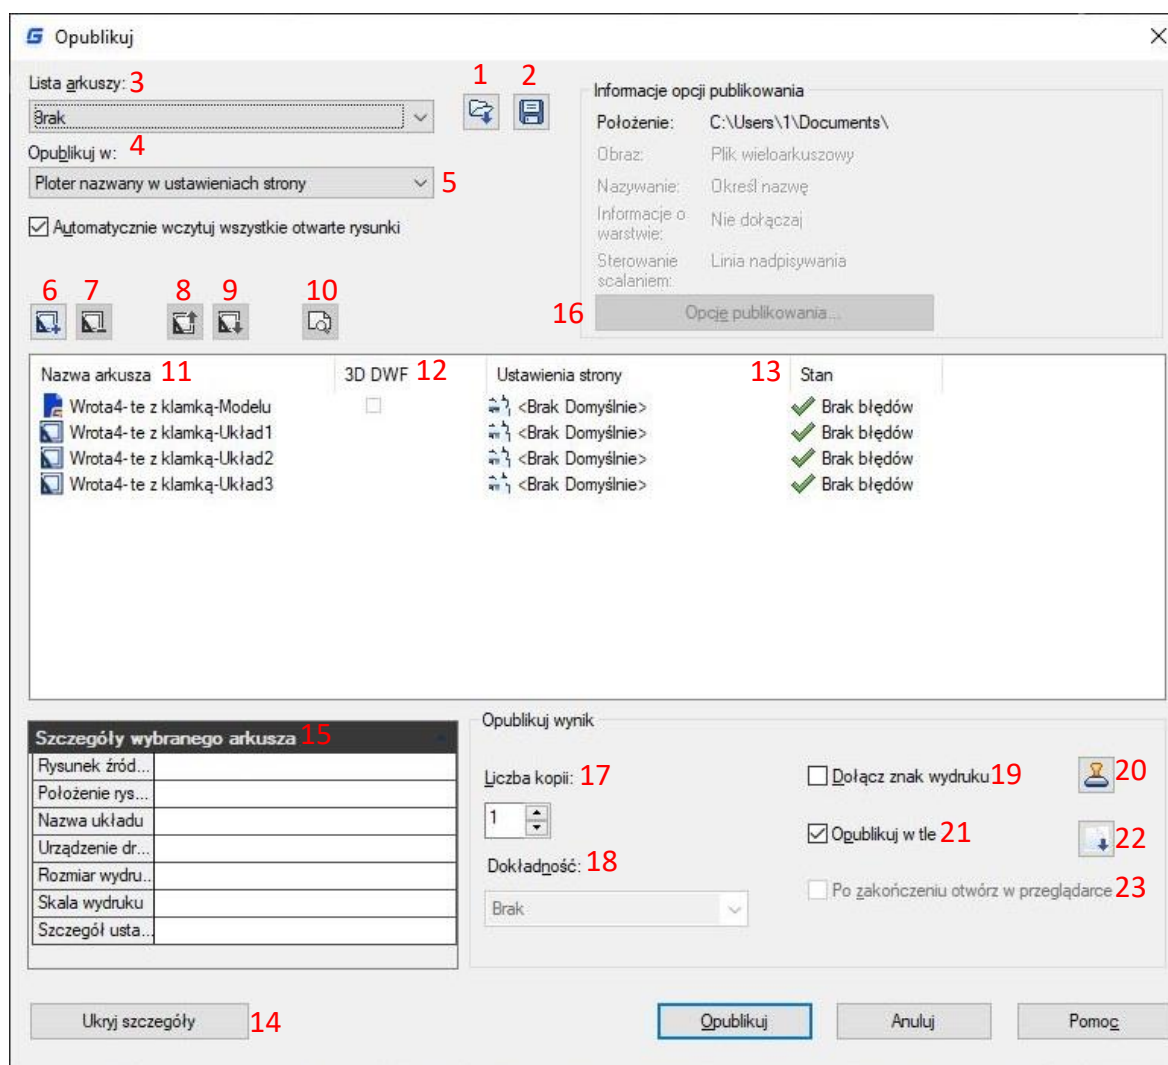 Opublikuj
Lista arkuszy: 3
1
2
Brak
Opublikuj w: 4
Ploter nazwany w ustawieniach strony
5
Automatycznie wczytuj wszystkie otwarte rysunki
Informacje opcji publikowania
Położenie: C:\Users\1\Documents\
Obraz: Plik wieloarkuszowy
Nazywanie: Określ nazwę
Informacje o warstwie: Nie dołączaj
Sterowanie scalaniem: Linia nadpisywania
16 Opcje publikowania...
6 7 8 9 10
Nazwa arkusza 11 3D DWF 12 Ustawienia strony 13 Stan
Wrota4- te z klamką-Modelu <Brak Domyślnie> Brak błędów
Wrota4- te z klamką-Układ1 <Brak Domyślnie> Brak błędów
Wrota4- te z klamką-Układ2 <Brak Domyślnie> Brak błędów
Wrota4- te z klamką-Układ3 <Brak Domyślnie> Brak błędów
Szczegóły wybranego arkusza 15
Rysunek źród...
Położenie rys...
Nazwa układu
Urządzenie dr...
Rozmiar wydru...
Skala wydruku
Szczegół usta...
Opublikuj wynik
Liczba kopii: 17
1
Dokładność: 18
Brak
Dołącz znak wydruku 19
20
Opublikuj w tle 21
22
Po zakończeniu otwórz w przeglądarce 23
Ukryj szczegóły 14
Opublikuj
Anuluj
Pomoc